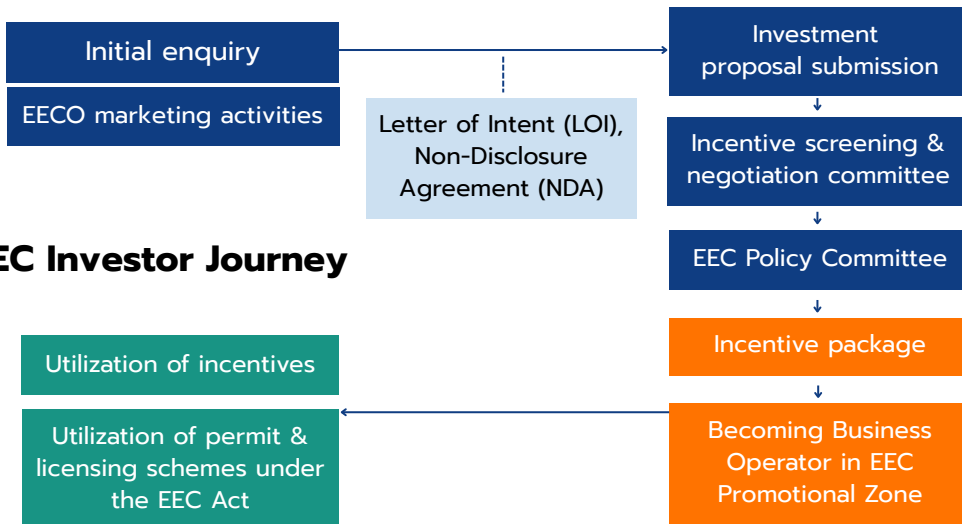 Initial enquiry
EECO marketing activities
Letter of Intent (LOI),
Non-Disclosure
Agreement (NDA)
Investment
proposal submission
Incentive screening &
negotiation committee
EEC Policy Committee
Incentive package
Becoming Business
Operator in EEC
Promotional Zone
EC Investor Journey
Utilization of incentives
Utilization of permit &
licensing schemes under
the EEC Act